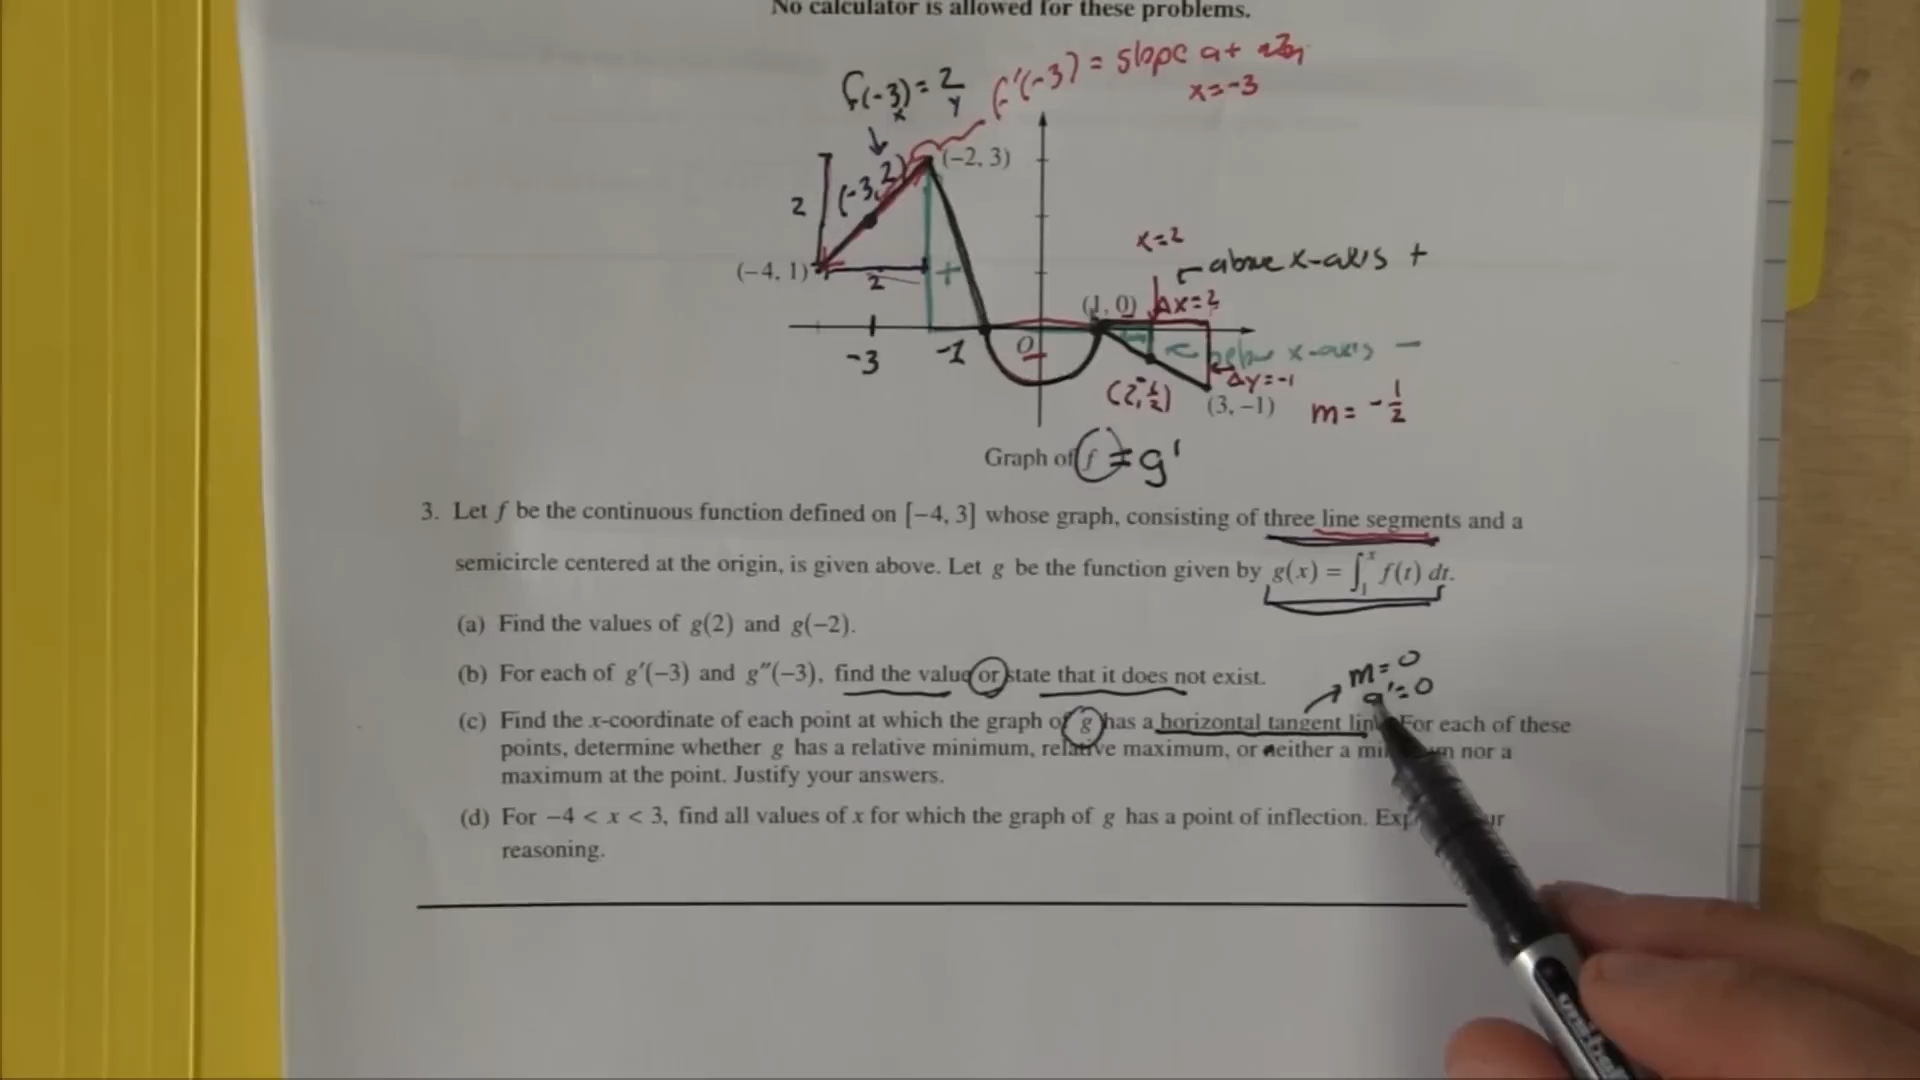 No calculator is allowed for these problems.
f(-3) = 2
x y
f'(-3) = slope at
x=-3
(−2, 3)
(-3, 2)
2
(−4, 1)
2
+
x=2
above x-axis +
(1, 0) Δx=2
-3 -1 O
below x-axis −
Δy=-1
(2, -1/2) (3, −1) m = -1/2
Graph of f = g'
3. Let f be the continuous function defined on [−4, 3] whose graph, consisting of three line segments and a
semicircle centered at the origin, is given above. Let g be the function given by g(x) = ∫₁ˣ f(t) dt.
(a) Find the values of g(2) and g(−2).
(b) For each of g′(−3) and g″(−3), find the value or state that it does not exist.
m=0
g'=0
(c) Find the x-coordinate of each point at which the graph of g has a horizontal tangent For each of these
points, determine whether g has a relative minimum, relative maximum, or neither a nor a
maximum at the point. Justify your answers.
(d) For −4 < x < 3, find all values of x for which the graph of g has a point of inflection.
reasoning.